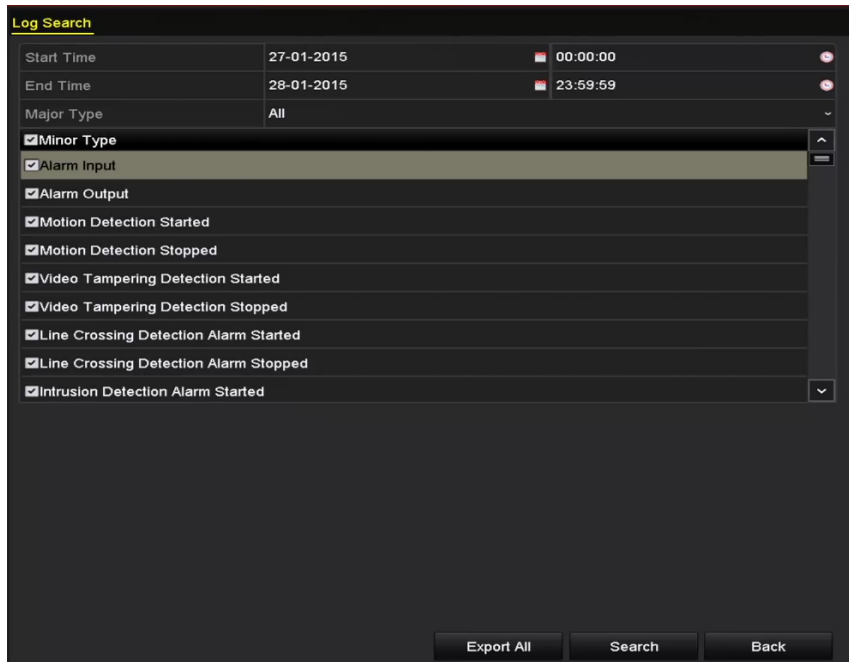 Log Search
Start Time 27-01-2015 00:00:00
End Time 28-01-2015 23:59:59
Major Type All
Minor Type
Alarm Input
Alarm Output
Motion Detection Started
Motion Detection Stopped
Video Tampering Detection Started
Video Tampering Detection Stopped
Line Crossing Detection Alarm Started
Line Crossing Detection Alarm Stopped
Intrusion Detection Alarm Started
Export All Search Back